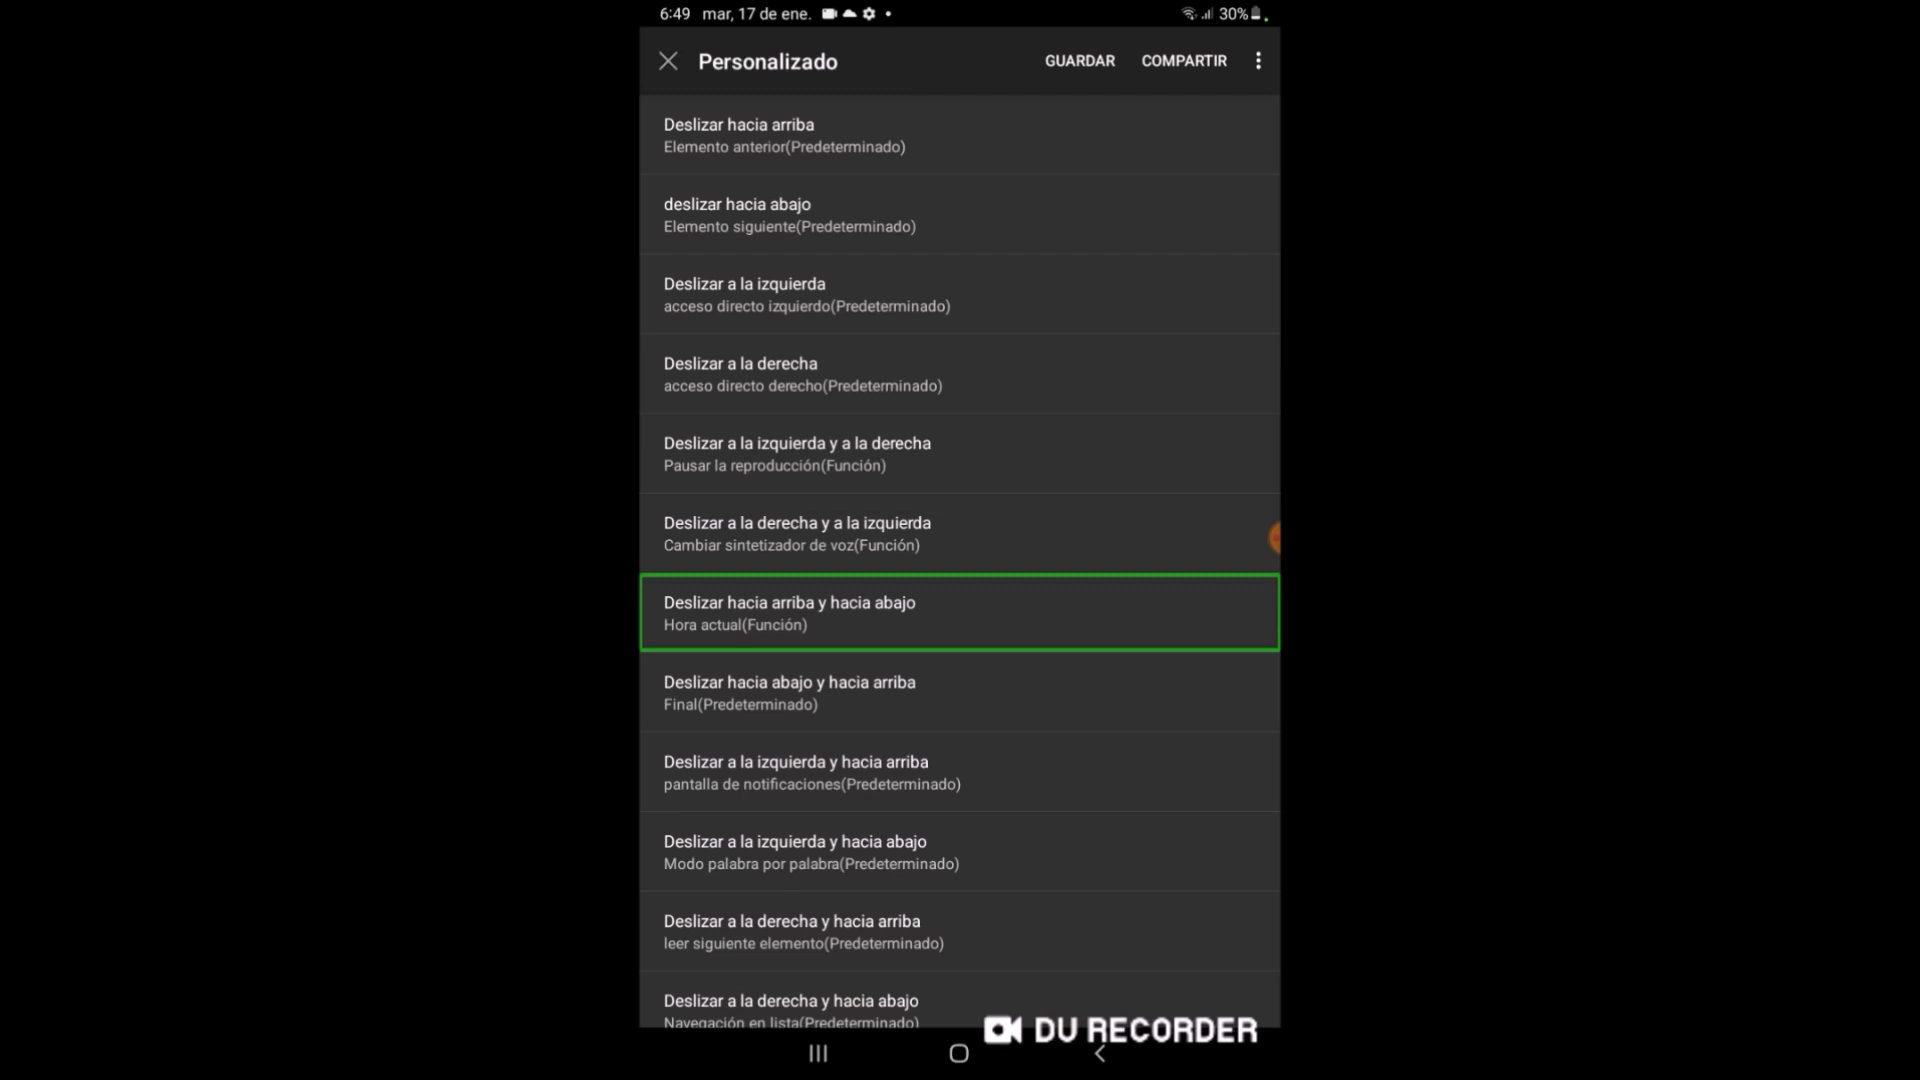 6:49 mar, 17 de ene. 30%
Personalizado GUARDAR COMPARTIR
Deslizar hacia arriba
Elemento anterior(Predeterminado)
deslizar hacia abajo
Elemento siguiente(Predeterminado)
Deslizar a la izquierda
acceso directo izquierdo(Predeterminado)
Deslizar a la derecha
acceso directo derecho(Predeterminado)
Deslizar a la izquierda y a la derecha
Pausar la reproducción(Función)
Deslizar a la derecha y a la izquierda
Cambiar sintetizador de voz(Función)
Deslizar hacia arriba y hacia abajo
Hora actual(Función)
Deslizar hacia abajo y hacia arriba
Final(Predeterminado)
Deslizar a la izquierda y hacia arriba
pantalla de notificaciones(Predeterminado)
Deslizar a la izquierda y hacia abajo
Modo palabra por palabra(Predeterminado)
Deslizar a la derecha y hacia arriba
leer siguiente elemento(Predeterminado)
Deslizar a la derecha y hacia abajo
Navegación en lista(Predeterminado)
DU RECORDER